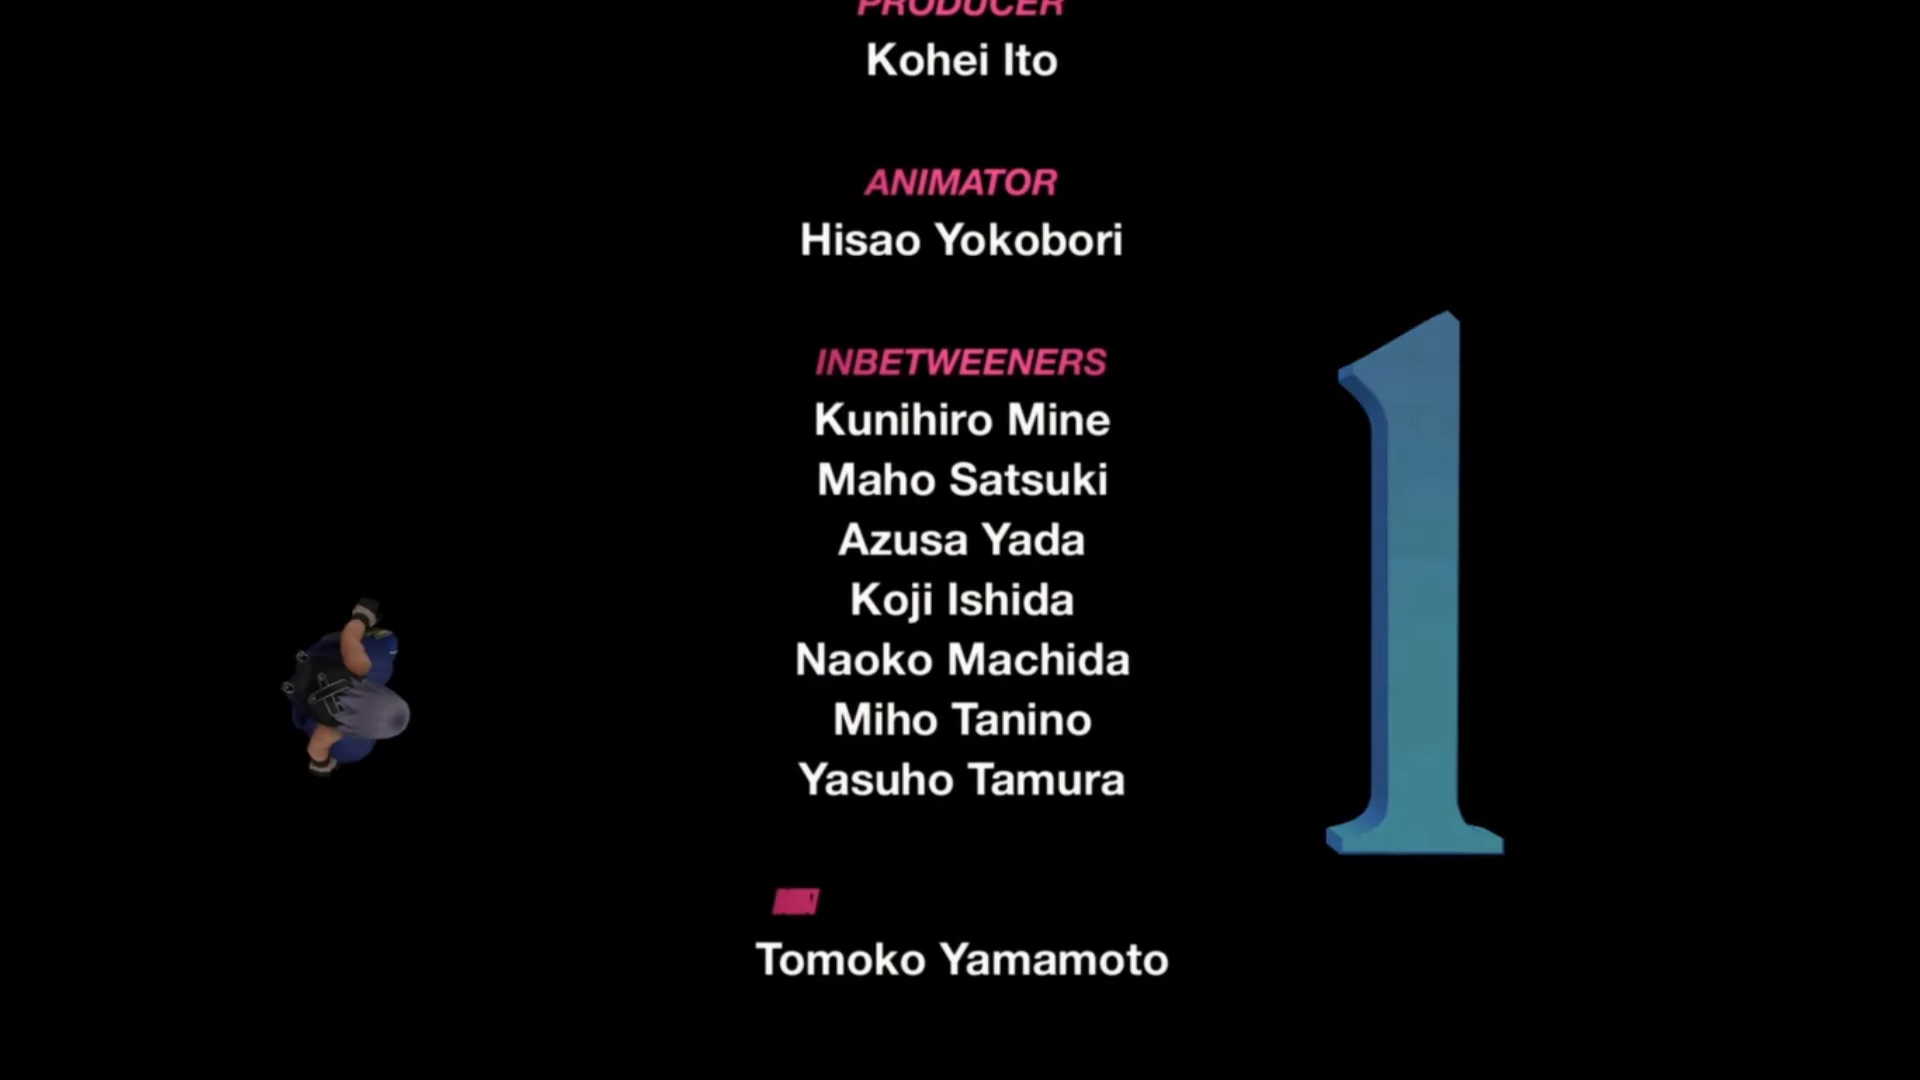 PRODUCER
Kohei Ito
ANIMATOR
Hisao Yokobori
INBETWEENERS
Kunihiro Mine
Maho Satsuki
Azusa Yada
Koji Ishida
Naoko Machida
Miho Tanino
Yasuho Tamura
Tomoko Yamamoto
1